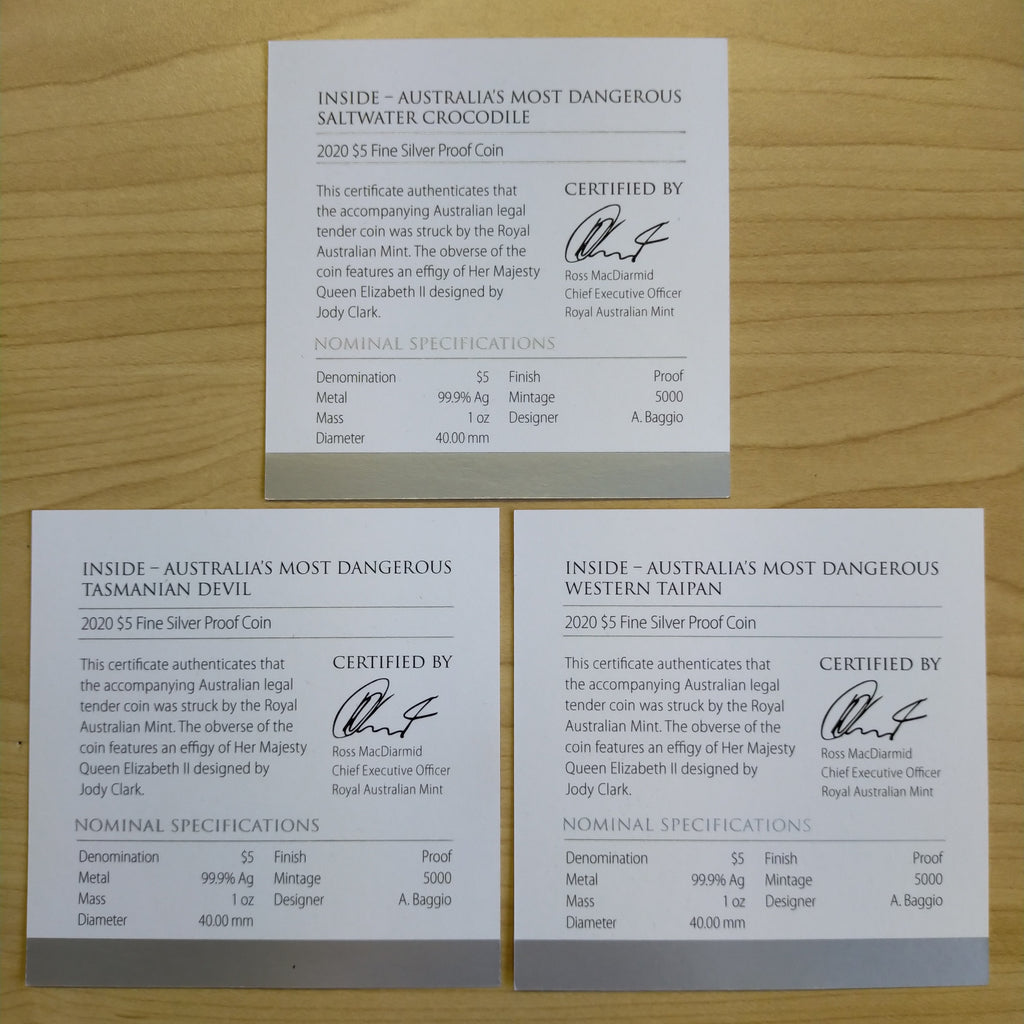 INSIDE – AUSTRALIA'S MOST DANGEROUS
SALTWATER CROCODILE
2020 $5 Fine Silver Proof Coin
This certificate authenticates that
the accompanying Australian legal
tender coin was struck by the Royal
Australian Mint. The obverse of the
coin features an effigy of Her Majesty
Queen Elizabeth II designed by
Jody Clark.
CERTIFIED BY
Ross MacDiarmid
Chief Executive Officer
Royal Australian Mint
NOMINAL SPECIFICATIONS
Denomination $5 Finish Proof
Metal 99.9% Ag Mintage 5000
Mass 1 oz Designer A. Baggio
Diameter 40.00 mm
INSIDE – AUSTRALIA'S MOST DANGEROUS
TASMANIAN DEVIL
2020 $5 Fine Silver Proof Coin
This certificate authenticates that
the accompanying Australian legal
tender coin was struck by the Royal
Australian Mint. The obverse of the
coin features an effigy of Her Majesty
Queen Elizabeth II designed by
Jody Clark.
CERTIFIED BY
Ross MacDiarmid
Chief Executive Officer
Royal Australian Mint
NOMINAL SPECIFICATIONS
Denomination $5 Finish Proof
Metal 99.9% Ag Mintage 5000
Mass 1 oz Designer A. Baggio
Diameter 40.00 mm
INSIDE – AUSTRALIA'S MOST DANGEROUS
WESTERN TAIPAN
2020 $5 Fine Silver Proof Coin
This certificate authenticates that
the accompanying Australian legal
tender coin was struck by the Royal
Australian Mint. The obverse of the
coin features an effigy of Her Majesty
Queen Elizabeth II designed by
Jody Clark.
CERTIFIED BY
Ross MacDiarmid
Chief Executive Officer
Royal Australian Mint
NOMINAL SPECIFICATIONS
Denomination $5 Finish Proof
Metal 99.9% Ag Mintage 5000
Mass 1 oz Designer A. Baggio
Diameter 40.00 mm